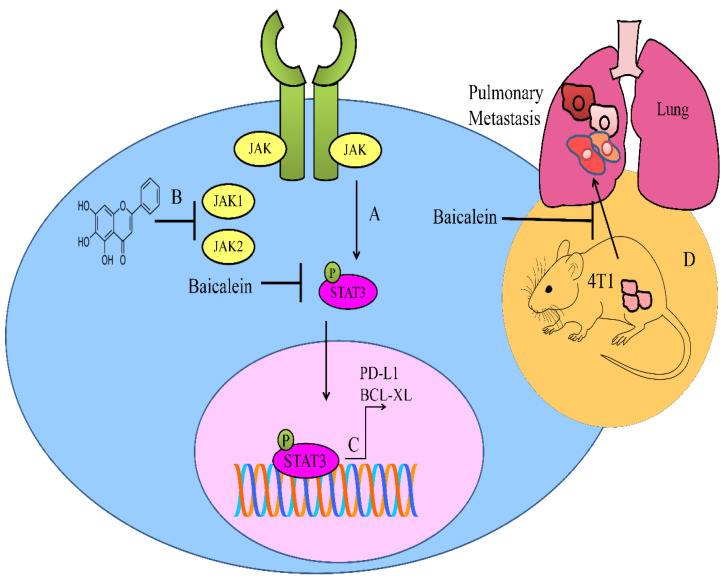 Pulmonary
Metastasis
Lung
JAK
JAK
B
JAK1
A
HO
O
HO
OH
O
JAK2
Baicalein
Baicalein
P
STAT3
D
4T1
PD-L1
BCL-XL
P
STAT3
C